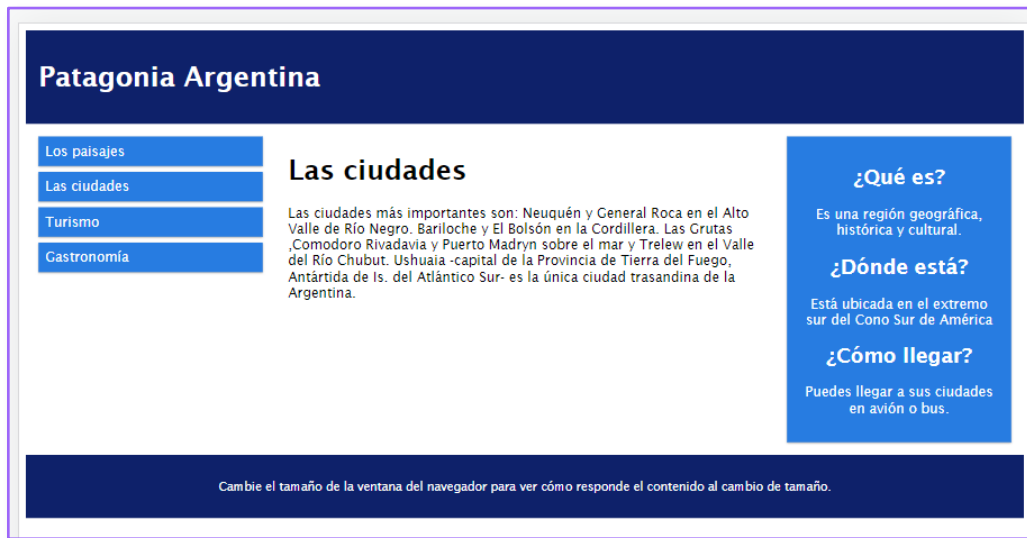 Patagonia Argentina
Los paisajes
Las ciudades
Turismo
Gastronomía
Las ciudades
Las ciudades más importantes son: Neuquén y General Roca en el Alto
Valle de Río Negro. Bariloche y El Bolsón en la Cordillera. Las Grutas
,Comodoro Rivadavia y Puerto Madryn sobre el mar y Trelew en el Valle
del Río Chubut. Ushuaia -capital de la Provincia de Tierra del Fuego,
Antártida de Is. del Atlántico Sur- es la única ciudad trasandina de la
Argentina.
¿Qué es?
Es una región geográfica,
histórica y cultural.
¿Dónde está?
Está ubicada en el extremo
sur del Cono Sur de América
¿Cómo llegar?
Puedes llegar a sus ciudades
en avión o bus.
Cambie el tamaño de la ventana del navegador para ver cómo responde el contenido al cambio de tamaño.